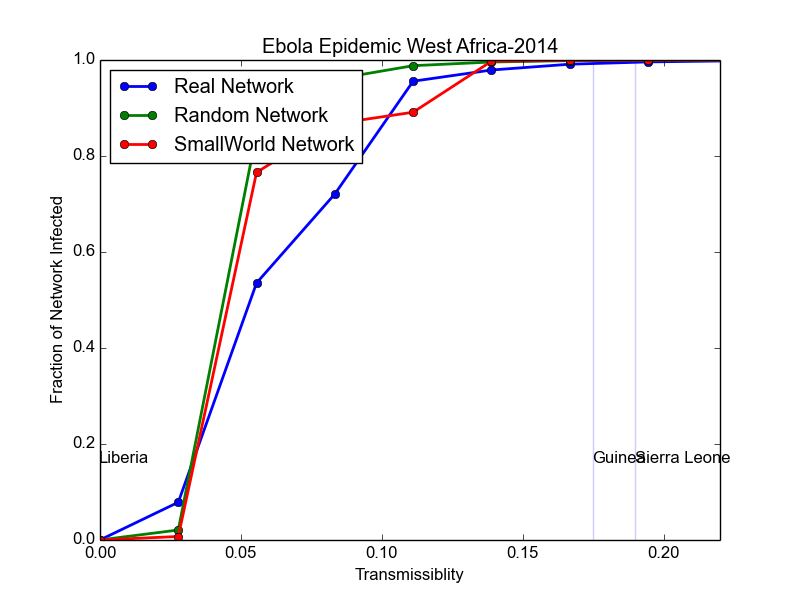 Ebola Epidemic West Africa-2014
Real Network
Random Network
SmallWorld Network
1.0
0.8
0.6
0.4
0.2
0.0
Fraction of Network Infected
Liberia
Guinea
Sierra Leone
0.00
0.05
0.10
0.15
0.20
Transmissiblity